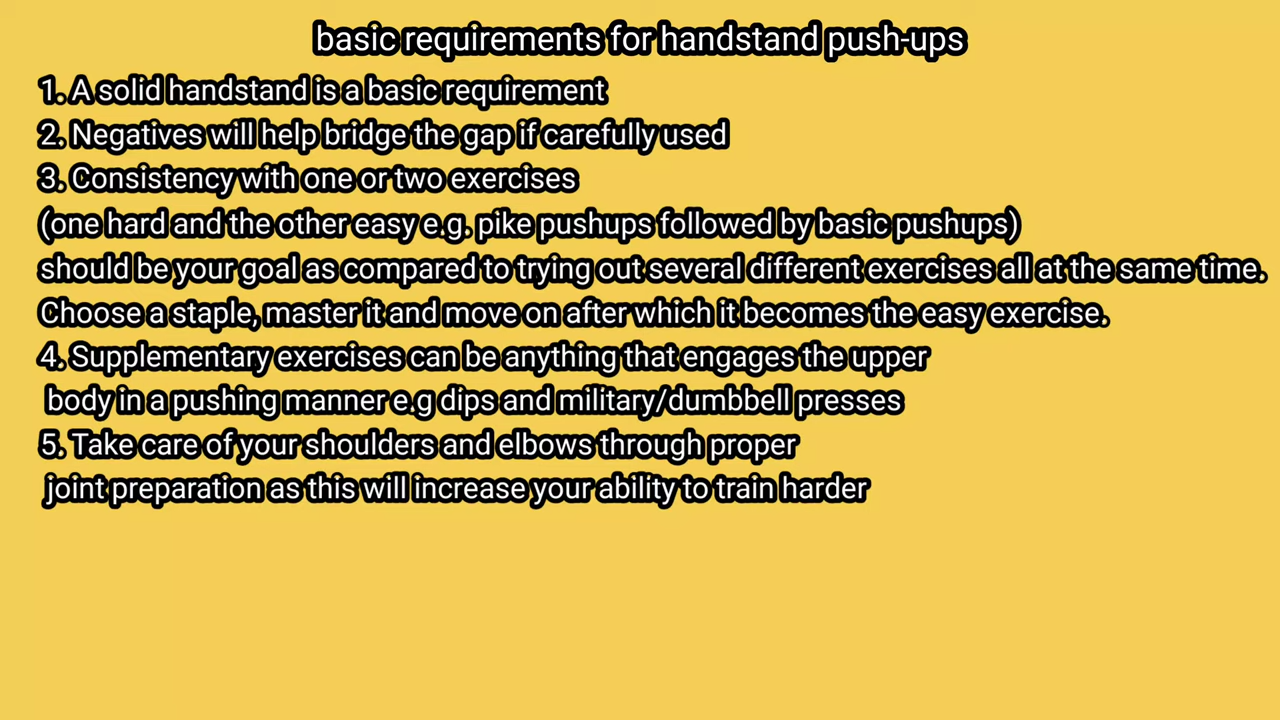 basic requirements for handstand push-ups
1. A solid handstand is a basic requirement
2. Negatives will help bridge the gap if carefully used
3. Consistency with one or two exercises
(one hard and the other easy e.g. pike pushups followed by basic pushups)
should be your goal as compared to trying out several different exercises all at the same time.
Choose a staple, master it and move on after which it becomes the easy exercise.
4. Supplementary exercises can be anything that engages the upper
body in a pushing manner e.g dips and military/dumbbell presses
5. Take care of your shoulders and elbows through proper
joint preparation as this will increase your ability to train harder